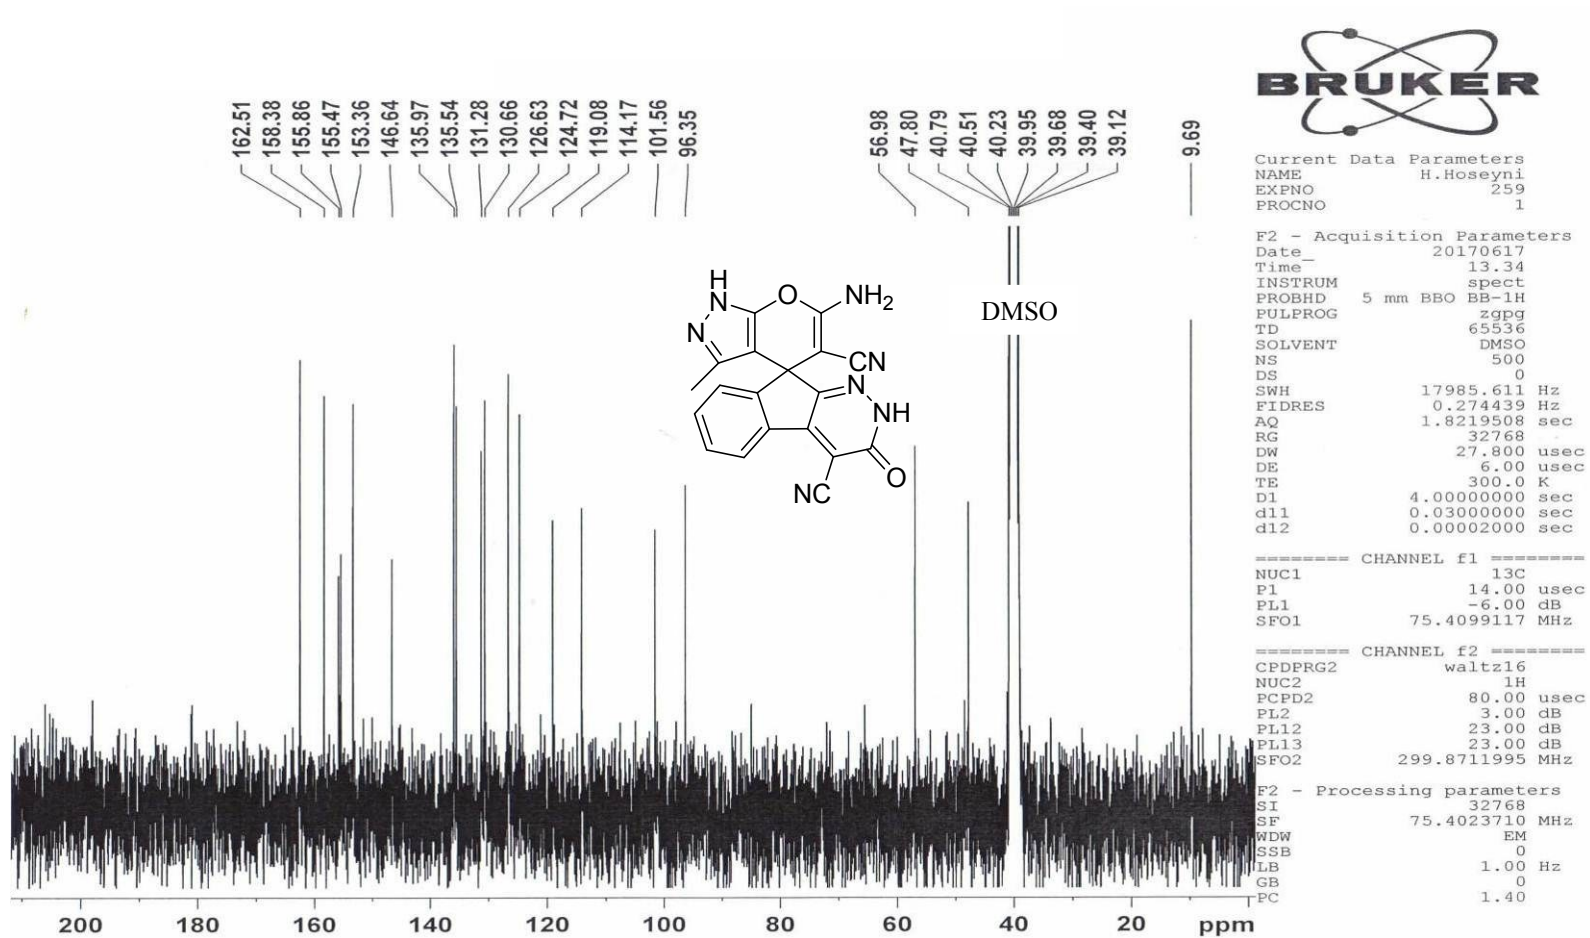 BRUKER
162.51
158.38
155.86
155.47
153.36
146.64
135.97
135.54
131.28
130.66
126.63
124.72
119.08
114.17
101.56
96.35
56.98
47.80
40.79
40.51
40.23
39.95
39.68
39.40
39.12
9.69
H
N
O
NH2
N
CN
N
NH
O
NC
DMSO
Current Data Parameters
NAME H.Hoseyni
EXPNO 259
PROCNO 1
F2 - Acquisition Parameters
Date_ 20170617
Time 13.34
INSTRUM spect
PROBHD 5 mm BBO BB-1H
PULPROG zgpg
TD 65536
SOLVENT DMSO
NS 500
DS 0
SWH 17985.611 Hz
FIDRES 0.274439 Hz
AQ 1.8219508 sec
RG 32768
DW 27.800 usec
DE 6.00 usec
TE 300.0 K
D1 4.00000000 sec
d11 0.03000000 sec
d12 0.00002000 sec
======== CHANNEL f1 ========
NUC1 13C
P1 14.00 usec
PL1 -6.00 dB
SFO1 75.4099117 MHz
======== CHANNEL f2 ========
CPDPRG2 waltz16
NUC2 1H
PCPD2 80.00 usec
PL2 3.00 dB
PL12 23.00 dB
PL13 23.00 dB
SFO2 299.8711995 MHz
F2 - Processing parameters
SI 32768
SF 75.4023710 MHz
WDW EM
SSB 0
LB 1.00 Hz
GB 0
PC 1.40
200 180 160 140 120 100 80 60 40 20 ppm